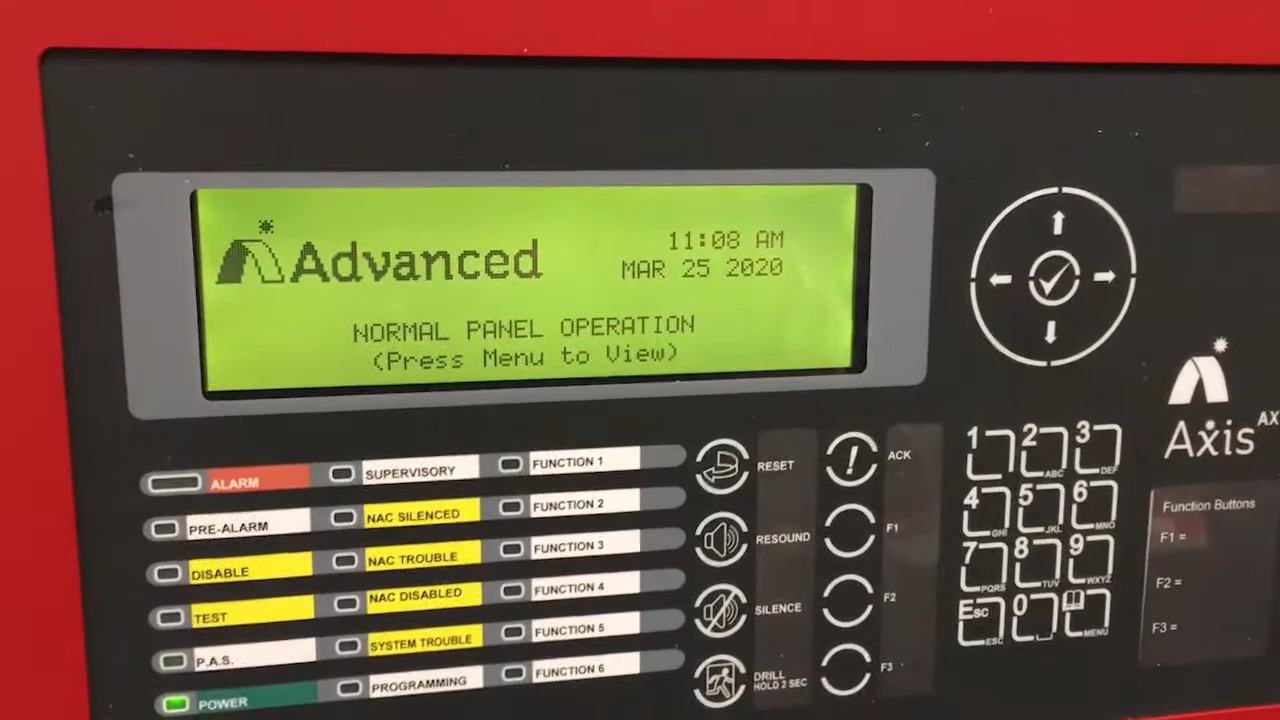 Advanced
11:08 AM
MAR 25 2020
NORMAL PANEL OPERATION
(Press Menu to View)
ALARM
PRE-ALARM
DISABLE
TEST
P.A.S.
POWER
SUPERVISORY
NAC SILENCED
NAC TROUBLE
NAC DISABLED
SYSTEM TROUBLE
PROGRAMMING
FUNCTION 1
FUNCTION 2
FUNCTION 3
FUNCTION 4
FUNCTION 5
FUNCTION 6
RESET
RESOUND
SILENCE
DRILL
HOLD 2 SEC
ACK
F1
F2
F3
1
2 ABC
3 DEF
4 GHI
5 JKL
6 MNO
7 PQRS
8 TUV
9 WXYZ
Esc ESC
0
MENU
Axis AX
Function Buttons
F1 =
F2 =
F3 =